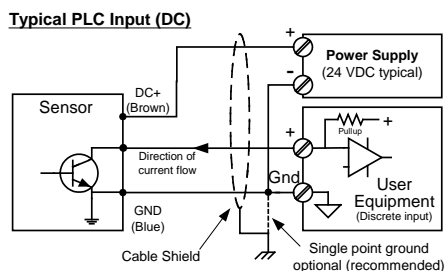 Typical PLC Input (DC)
+
Power Supply
(24 VDC typical)
-
Sensor
DC+
(Brown)
+
+
Pullup
Direction of
current flow
Gnd
User
Equipment
(Discrete input)
GND
(Blue)
Cable Shield
Single point ground
optional (recommended)